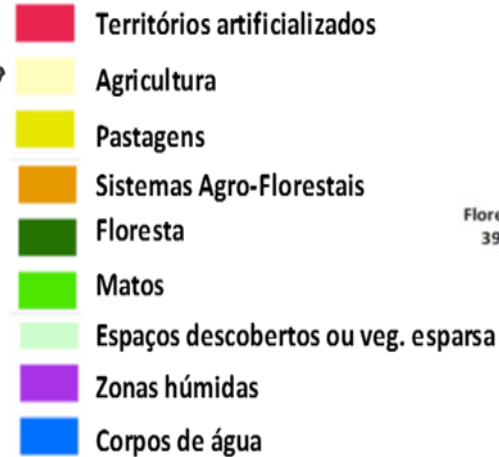 Territórios artificializados
Agricultura
Pastagens
Sistemas Agro-Florestais
Floresta
Matos
Espaços descobertos ou veg. esparsa
Zonas húmidas
Corpos de água